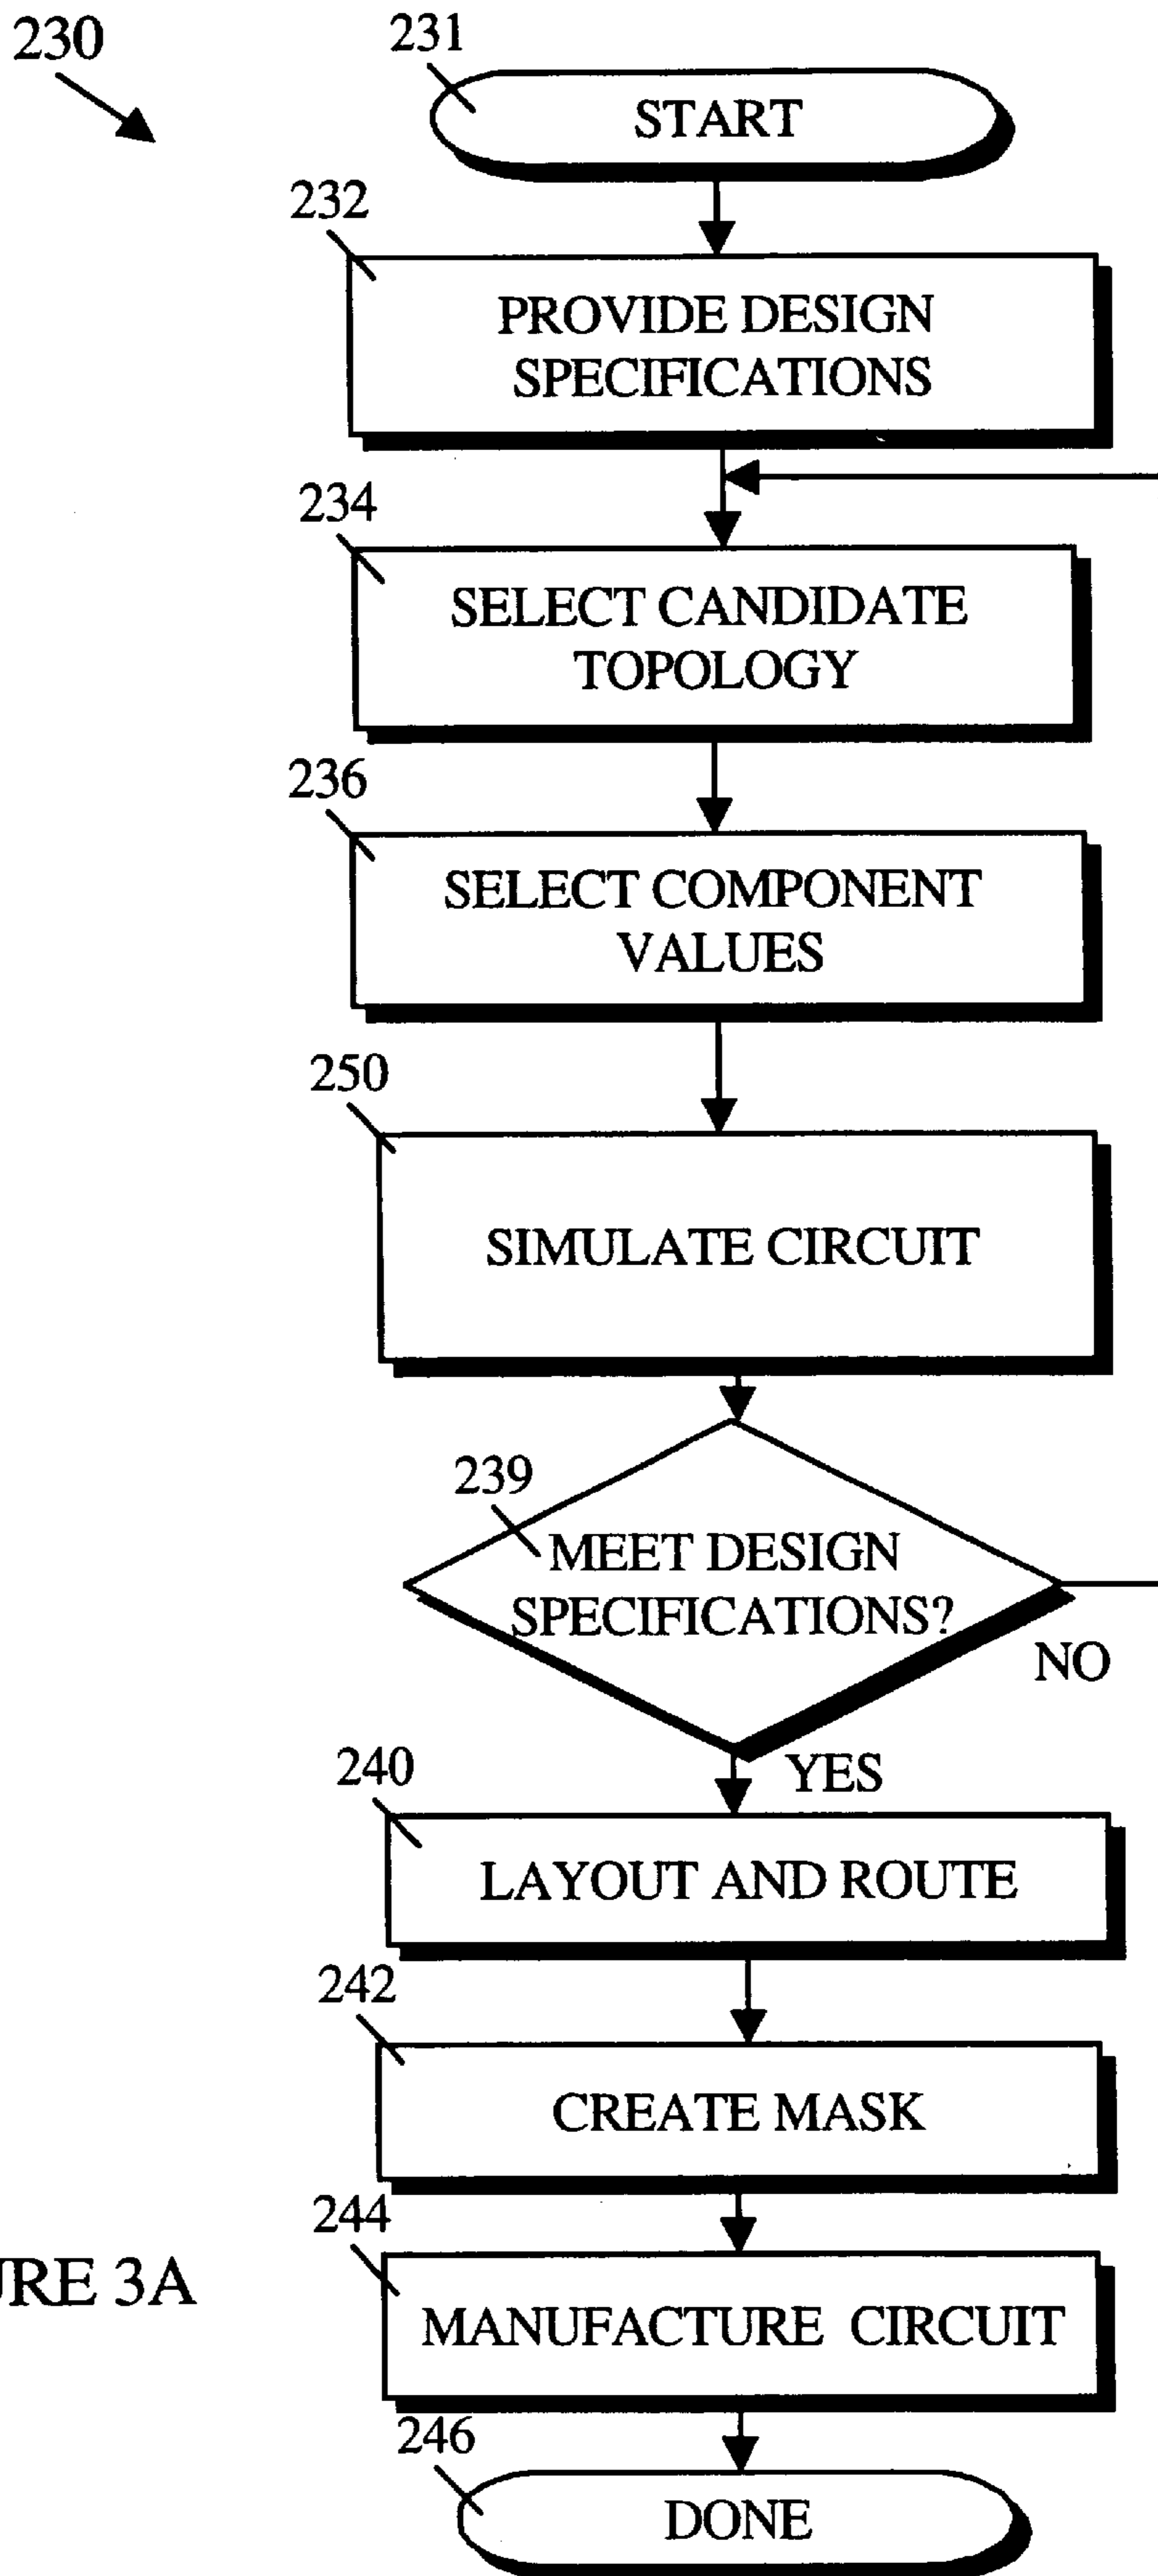 230
231
START
232
PROVIDE DESIGN
SPECIFICATIONS
234
SELECT CANDIDATE
TOPOLOGY
236
SELECT COMPONENT
VALUES
250
SIMULATE CIRCUIT
239
MEET DESIGN
SPECIFICATIONS?
NO
YES
240
LAYOUT AND ROUTE
242
CREATE MASK
244
URE 3A
MANUFACTURE CIRCUIT
246
DONE